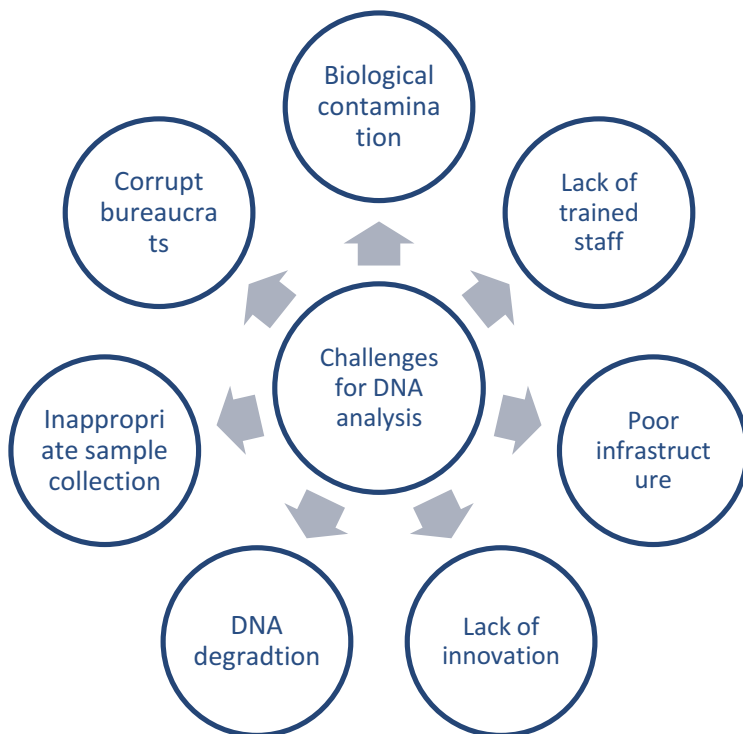 Biological
contamina
tion
Lack of
trained
staff
Poor
infrastruct
ure
Lack of
innovation
DNA
degradtion
Inappropri
ate sample
collection
Corrupt
bureaucra
ts
Challenges
for DNA
analysis